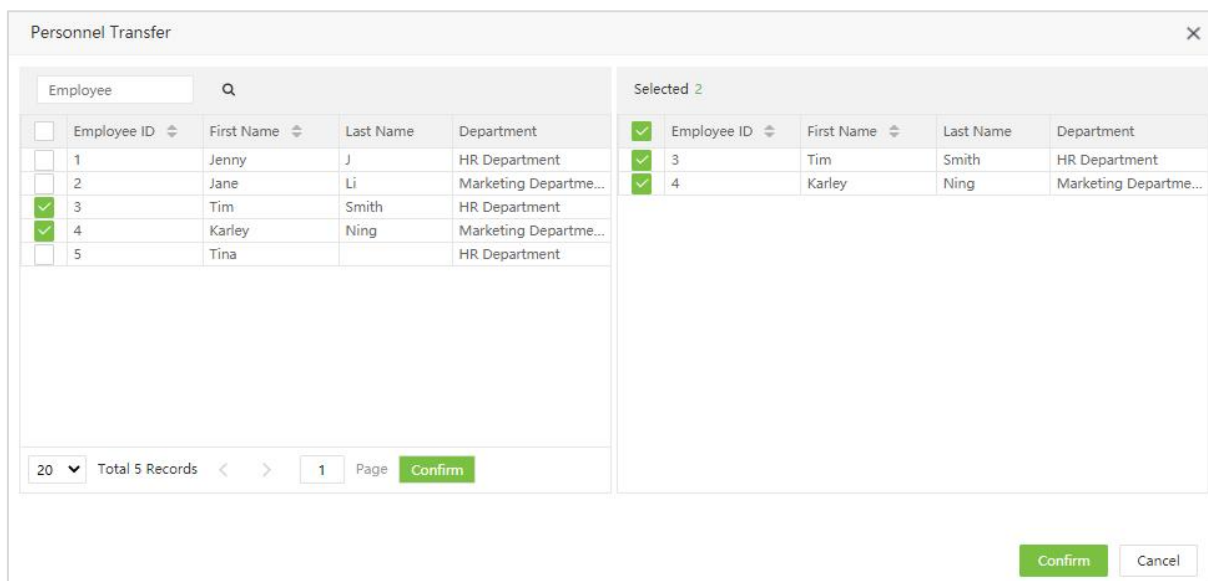 Personnel Transfer
Employee
Selected 2
Employee ID First Name Last Name Department
1 Jenny J HR Department
2 Jane Li Marketing Departme...
3 Tim Smith HR Department
4 Karley Ning Marketing Departme...
5 Tina HR Department
20 Total 5 Records < > 1 Page Confirm
Employee ID First Name Last Name Department
3 Tim Smith HR Department
4 Karley Ning Marketing Departme...
Confirm Cancel